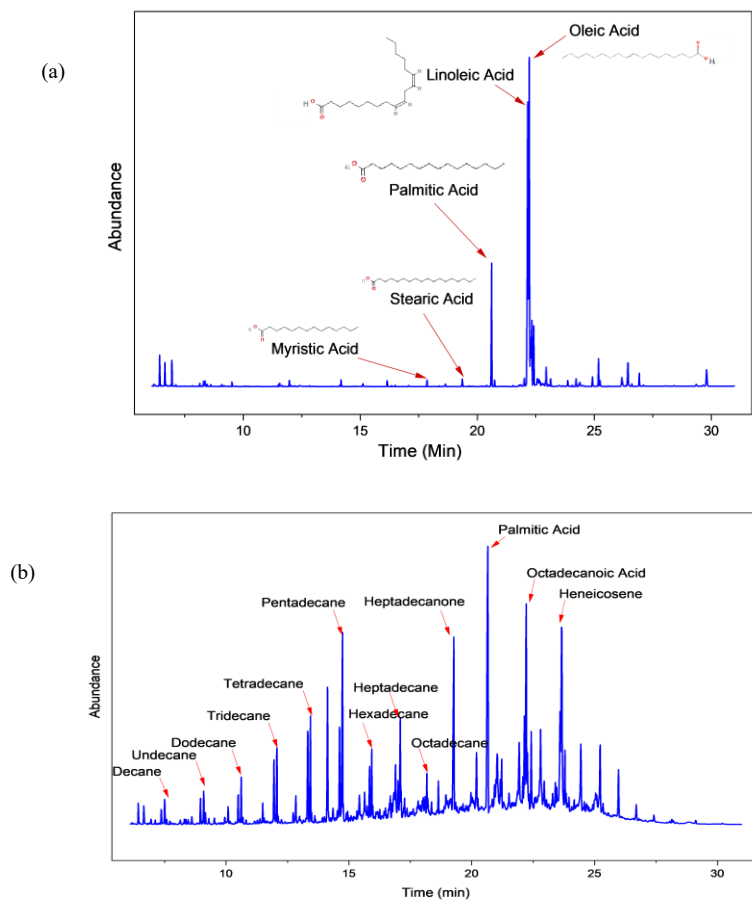 (a)
Oleic Acid
Linoleic Acid
Palmitic Acid
Stearic Acid
Myristic Acid
Abundance
10 15 20 25 30
Time (Min)
(b)
Palmitic Acid
Octadecanoic Acid
Heneicosene
Pentadecane
Heptadecanone
Tetradecane
Heptadecane
Tridecane
Hexadecane
Dodecane
Octadecane
Undecane
Decane
Abundance
10 15 20 25 30
Time (min)